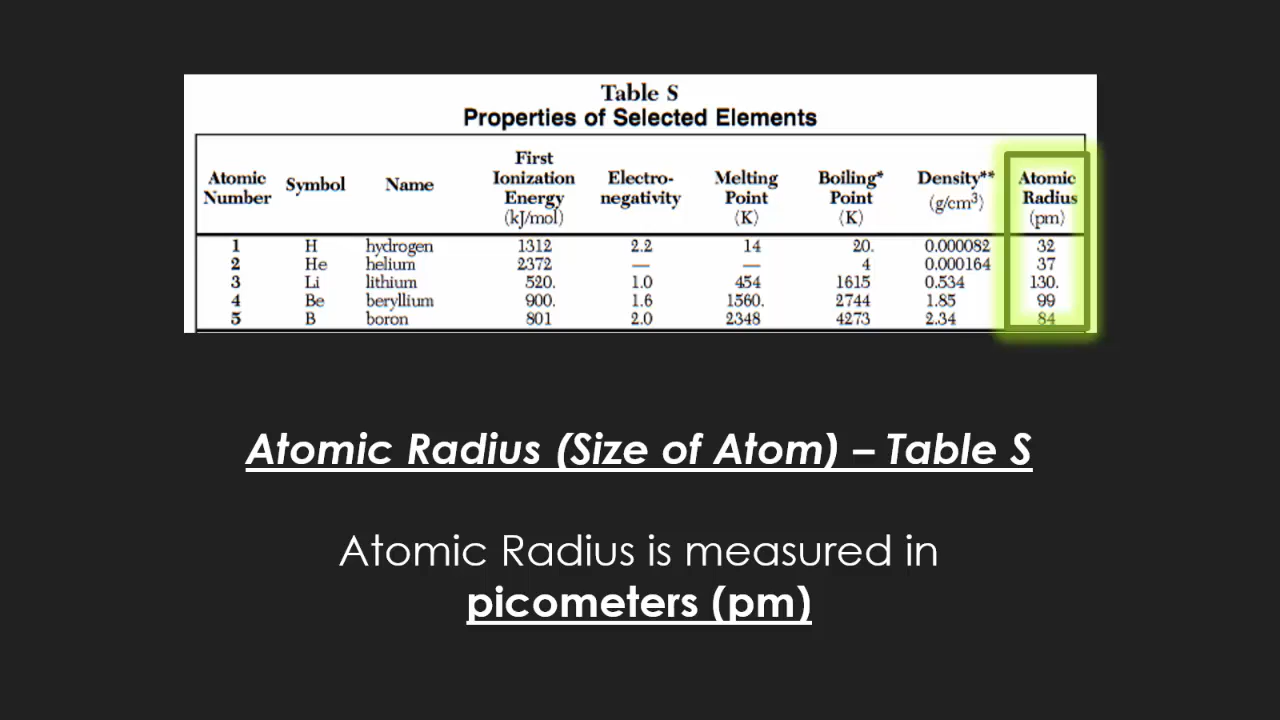 Table S
Properties of Selected Elements
Atomic Number Symbol Name First Ionization Energy (kJ/mol) Electro-negativity Melting Point (K) Boiling* Point (K) Density** (g/cm³) Atomic Radius (pm)
1 H hydrogen 1312 2.2 14 20. 0.000082 32
2 He helium 2372 — — 4 0.000164 37
3 Li lithium 520. 1.0 454 1615 0.534 130.
4 Be beryllium 900. 1.6 1560. 2744 1.85 99
5 B boron 801 2.0 2348 4273 2.34 84
Atomic Radius (Size of Atom) – Table S
Atomic Radius is measured in
picometers (pm)